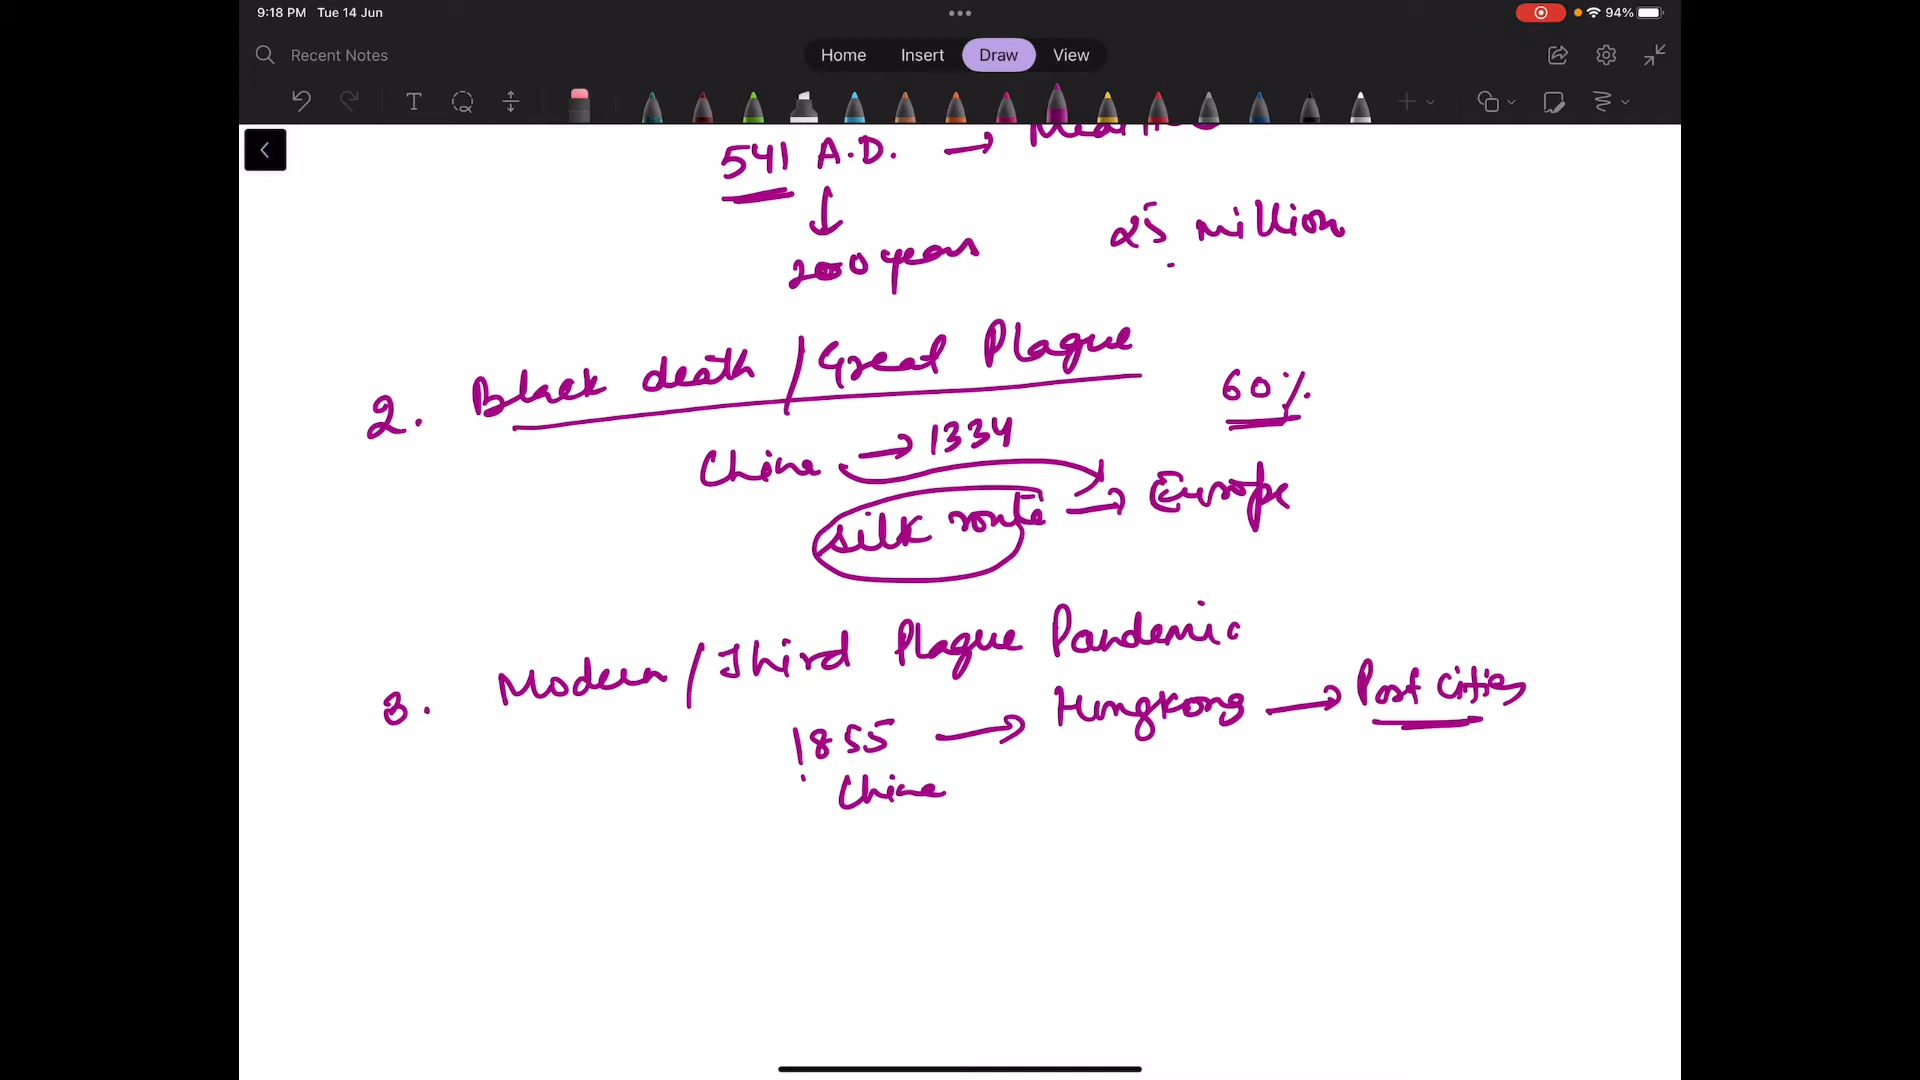 9:18 PM Tue 14 Jun
94%
Recent Notes
Home Insert Draw View
T
541 A.D. →
↓
200 years
25 million
2. Black death / Great Plague
60%
China → 1334
silk route → Europe
3. Modern / Third Plague Pandemic
1855 → Hongkong → Port Cities
China